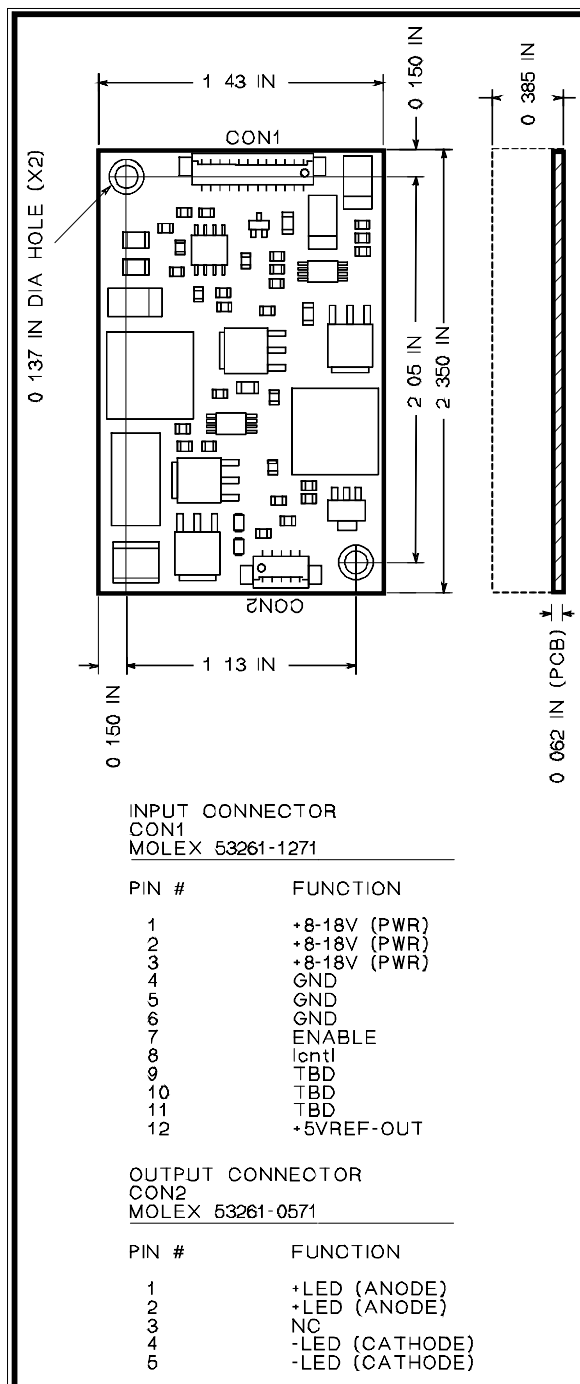 1 43 IN
0 150 IN
0 385 IN
CON1
0 137 IN DIA HOLE (X2)
2 05 IN
2 350 IN
CON2
1 13 IN
0 150 IN
0 062 IN (PCB)
INPUT CONNECTOR
CON1
MOLEX 53261-1271
PIN # FUNCTION
1 +8-18V (PWR)
2 +8-18V (PWR)
3 +8-18V (PWR)
4 GND
5 GND
6 GND
7 ENABLE
8 Icntl
9 TBD
10 TBD
11 TBD
12 +5VREF-OUT
OUTPUT CONNECTOR
CON2
MOLEX 53261-0571
PIN # FUNCTION
1 +LED (ANODE)
2 +LED (ANODE)
3 NC
4 -LED (CATHODE)
5 -LED (CATHODE)